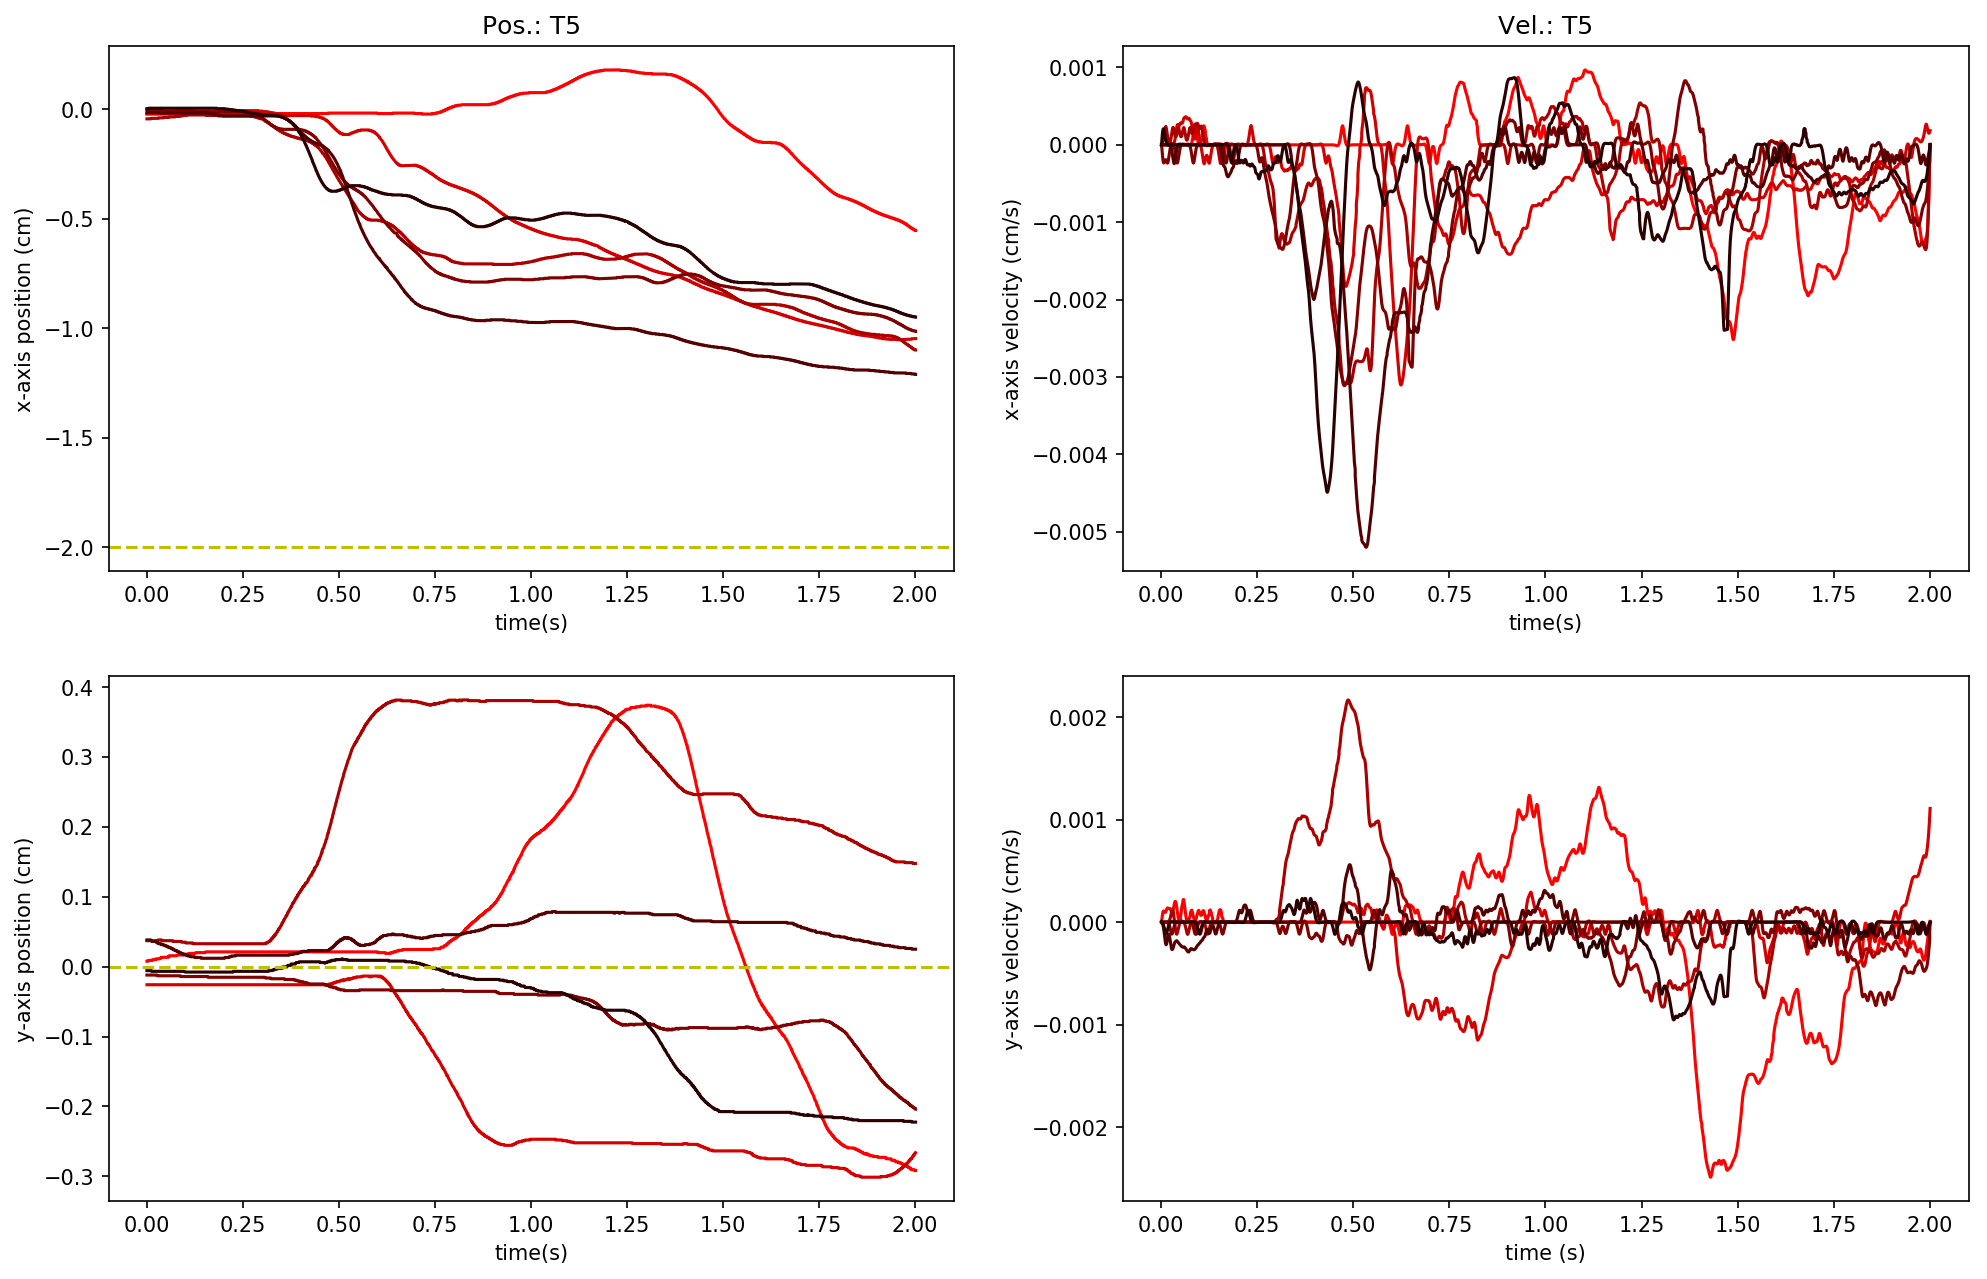 Pos.: T5
Vel.: T5
0.0
−0.5
−1.0
−1.5
−2.0
x-axis position (cm)
0.00 0.25 0.50 0.75 1.00 1.25 1.50 1.75 2.00
time(s)
0.001
0.000
−0.001
−0.002
−0.003
−0.004
−0.005
x-axis velocity (cm/s)
0.00 0.25 0.50 0.75 1.00 1.25 1.50 1.75 2.00
time(s)
0.4
0.3
0.2
0.1
0.0
−0.1
−0.2
−0.3
y-axis position (cm)
0.00 0.25 0.50 0.75 1.00 1.25 1.50 1.75 2.00
time(s)
0.002
0.001
0.000
−0.001
−0.002
y-axis velocity (cm/s)
0.00 0.25 0.50 0.75 1.00 1.25 1.50 1.75 2.00
time (s)